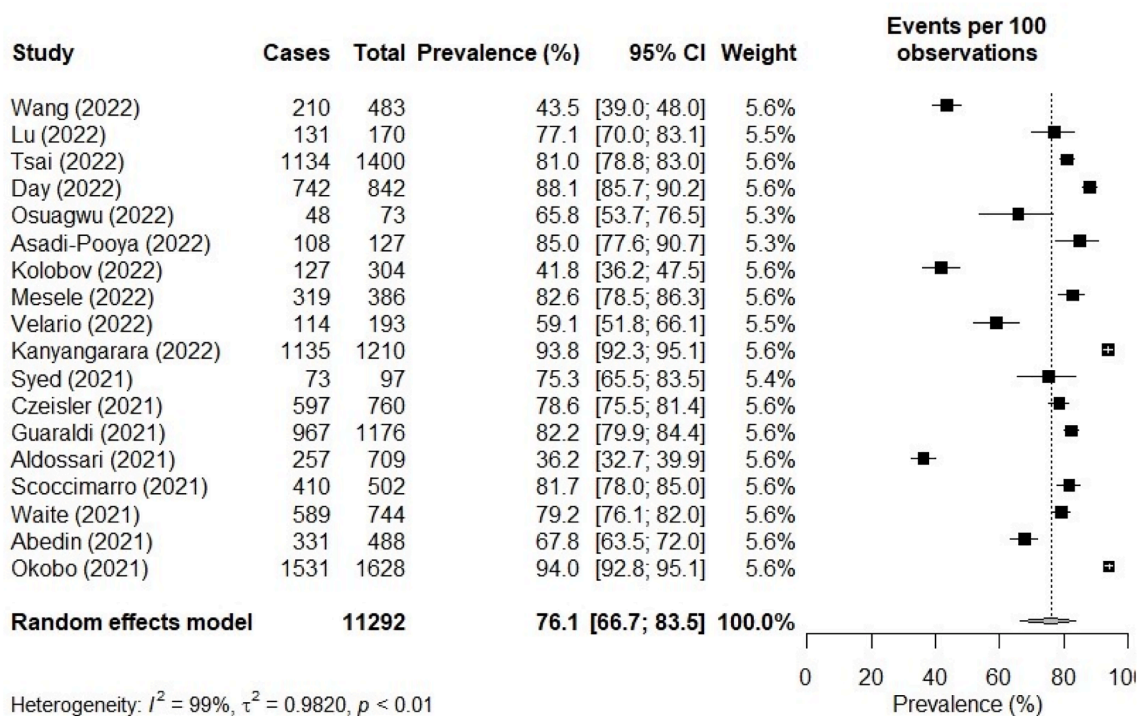 Events per 100
observations
Study Cases Total Prevalence (%) 95% CI Weight
Wang (2022) 210 483 43.5 [39.0; 48.0] 5.6%
Lu (2022) 131 170 77.1 [70.0; 83.1] 5.5%
Tsai (2022) 1134 1400 81.0 [78.8; 83.0] 5.6%
Day (2022) 742 842 88.1 [85.7; 90.2] 5.6%
Osuagwu (2022) 48 73 65.8 [53.7; 76.5] 5.3%
Asadi-Pooya (2022) 108 127 85.0 [77.6; 90.7] 5.3%
Kolobov (2022) 127 304 41.8 [36.2; 47.5] 5.6%
Mesele (2022) 319 386 82.6 [78.5; 86.3] 5.6%
Velario (2022) 114 193 59.1 [51.8; 66.1] 5.5%
Kanyangarara (2022) 1135 1210 93.8 [92.3; 95.1] 5.6%
Syed (2021) 73 97 75.3 [65.5; 83.5] 5.4%
Czeisler (2021) 597 760 78.6 [75.5; 81.4] 5.6%
Guaraldi (2021) 967 1176 82.2 [79.9; 84.4] 5.6%
Aldossari (2021) 257 709 36.2 [32.7; 39.9] 5.6%
Scoccimarro (2021) 410 502 81.7 [78.0; 85.0] 5.6%
Waite (2021) 589 744 79.2 [76.1; 82.0] 5.6%
Abedin (2021) 331 488 67.8 [63.5; 72.0] 5.6%
Okobo (2021) 1531 1628 94.0 [92.8; 95.1] 5.6%
Random effects model 11292 76.1 [66.7; 83.5] 100.0%
0 20 40 60 80 10
Heterogeneity: I² = 99%, τ² = 0.9820, p < 0.01
Prevalence (%)